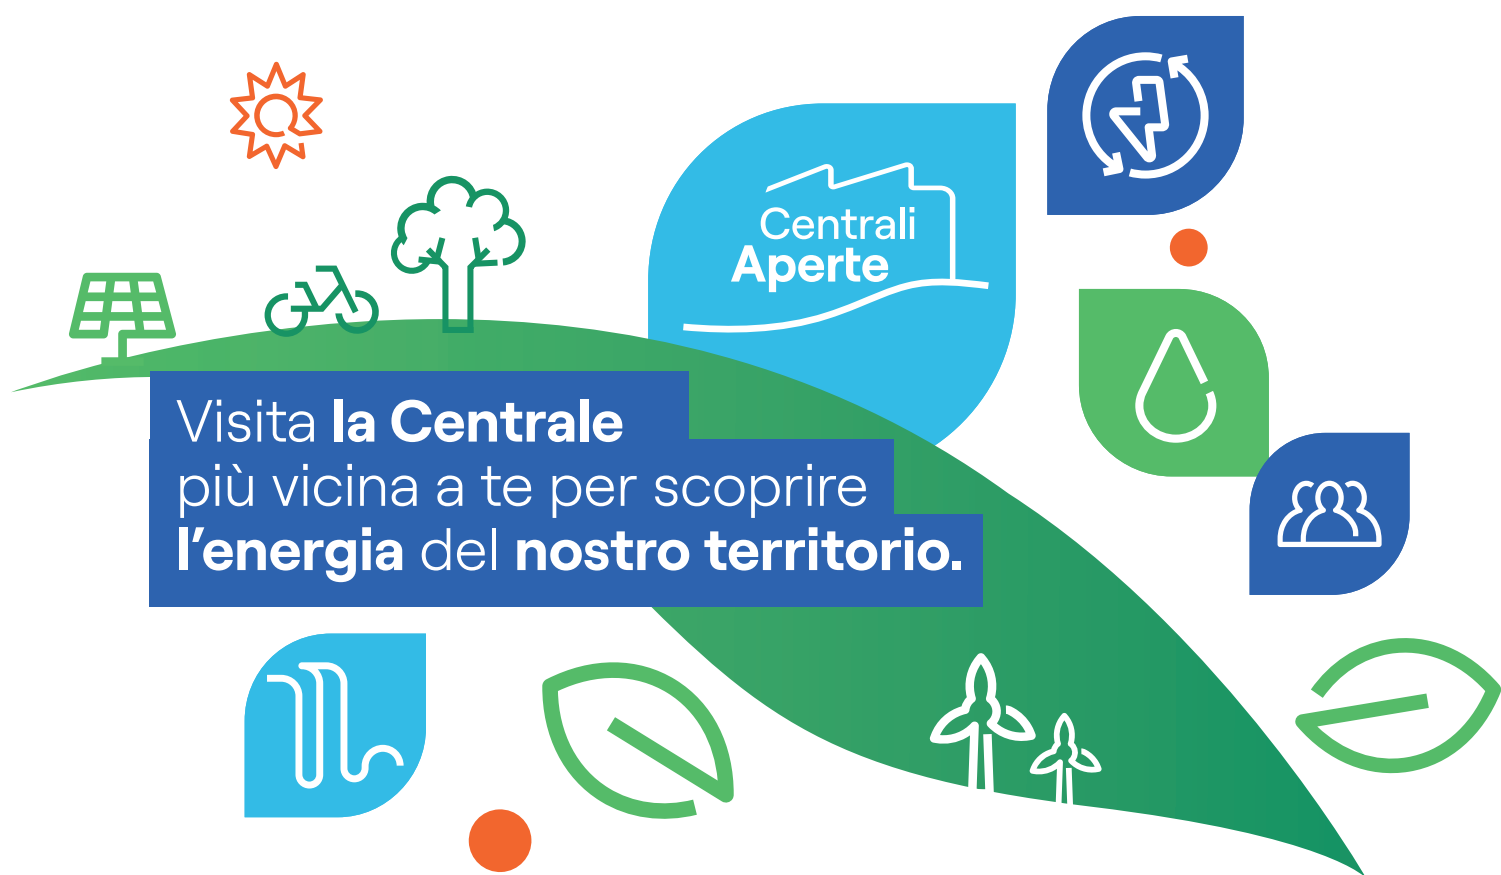 Centrali
Aperte
Visita la Centrale
più vicina a te per scoprire
l’energia del nostro territorio.